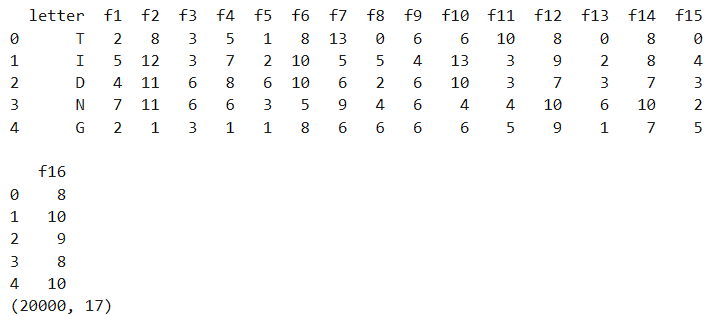 letter f1 f2 f3 f4 f5 f6 f7 f8 f9 f10 f11 f12 f13 f14 f15
0 T 2 8 3 5 1 8 13 0 6 6 10 8 0 8 0
1 I 5 12 3 7 2 10 5 5 4 13 3 9 2 8 4
2 D 4 11 6 8 6 10 6 2 6 10 3 7 3 7 3
3 N 7 11 6 6 3 5 9 4 6 4 4 10 6 10 2
4 G 2 1 3 1 1 8 6 6 6 6 5 9 1 7 5
f16
0 8
1 10
2 9
3 8
4 10
(20000, 17)